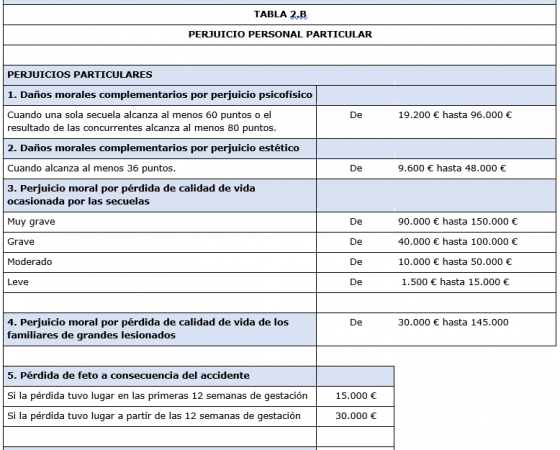 TABLA 2.B
PERJUICIO PERSONAL PARTICULAR
PERJUICIOS PARTICULARES
1. Daños morales complementarios por perjuicio psicofísico
Cuando una sola secuela alcanza al menos 60 puntos o el De 19.200 € hasta 96.000 €
resultado de las concurrentes alcanza al menos 80 puntos.
2. Daños morales complementarios por perjuicio estético
Cuando alcanza al menos 36 puntos. De 9.600 € hasta 48.000 €
3. Perjuicio moral por pérdida de calidad de vida
ocasionada por las secuelas
Muy grave De 90.000 € hasta 150.000 €
Grave De 40.000 € hasta 100.000 €
Moderado De 10.000 € hasta 50.000 €
Leve De 1.500 € hasta 15.000 €
4. Perjuicio moral por pérdida de calidad de vida de los De 30.000 € hasta 145.000
familiares de grandes lesionados
5. Pérdida de feto a consecuencia del accidente
Si la pérdida tuvo lugar en las primeras 12 semanas de gestación 15.000 €
Si la pérdida tuvo lugar a partir de las 12 semanas de gestación 30.000 €